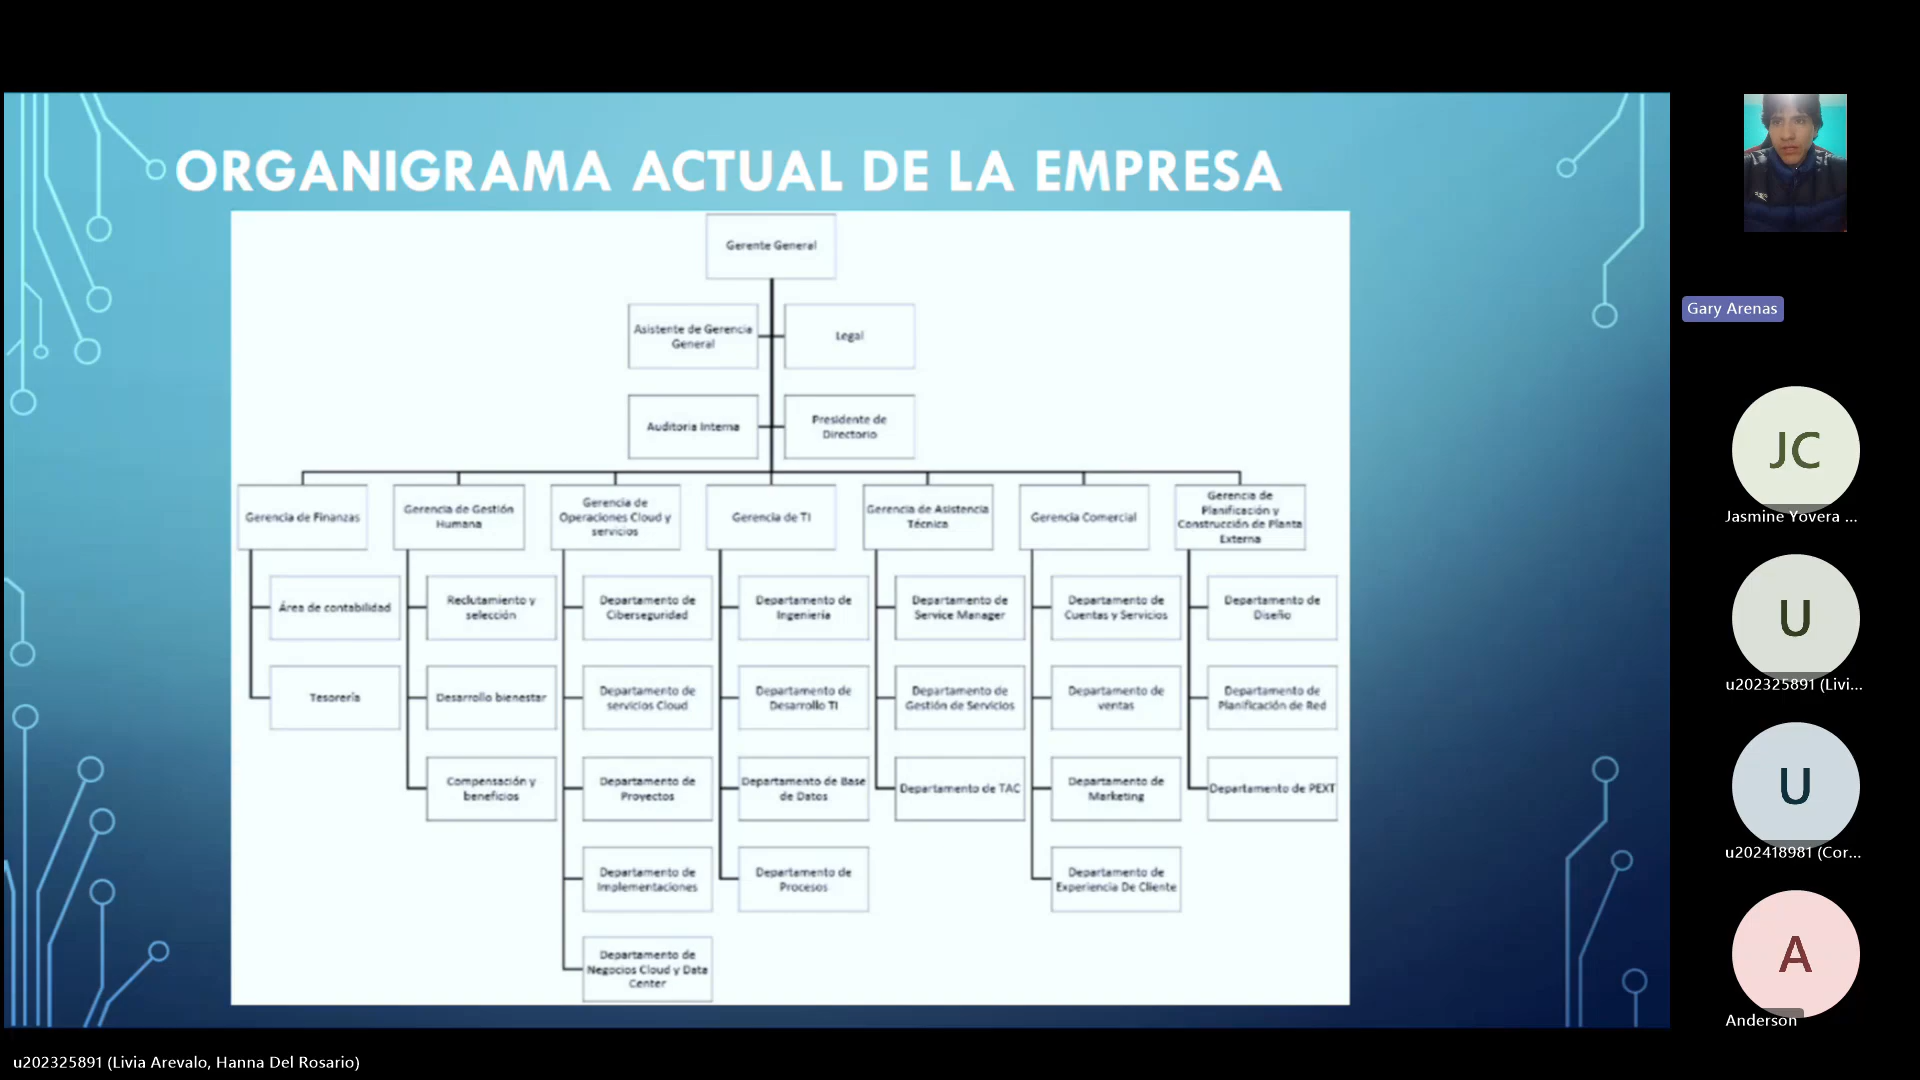 ORGANIGRAMA ACTUAL DE LA EMPRESA
Gerente General
Asistente de Gerencia
General
Legal
Auditoria Interna
Presidente de
Directorio
Gerencia de Finanzas
Gerencia de Gestión
Humana
Gerencia de
Operaciones Cloud y
servicios
Gerencia de TI
Gerencia de Asistencia
Técnica
Gerencia Comercial
Gerencia de
Planificación y
Construcción de Planta
Externa
Área de contabilidad
Reclutamiento y
selección
Departamento de
Ciberseguridad
Departamento de
Ingeniería
Departamento de
Service Manager
Departamento de
Cuentas y Servicios
Departamento de
Diseño
Tesorería
Desarrollo bienestar
Departamento de
servicios Cloud
Departamento de
Desarrollo TI
Departamento de
Gestión de Servicios
Departamento de
ventas
Departamento de
Planificación de Red
Compensación y
beneficios
Departamento de
Proyectos
Departamento de Base
de Datos
Departamento de TAC
Departamento de
Marketing
Departamento de PEXT
Departamento de
Implementaciones
Departamento de
Procesos
Departamento de
Experiencia De Cliente
Departamento de
Negocios Cloud y Data
Center
Gary Arenas
JC
Jasmine Yovera ...
U
u202325891 (Livi...
U
u202418981 (Cor...
A
Anderson
u202325891 (Livia Arevalo, Hanna Del Rosario)